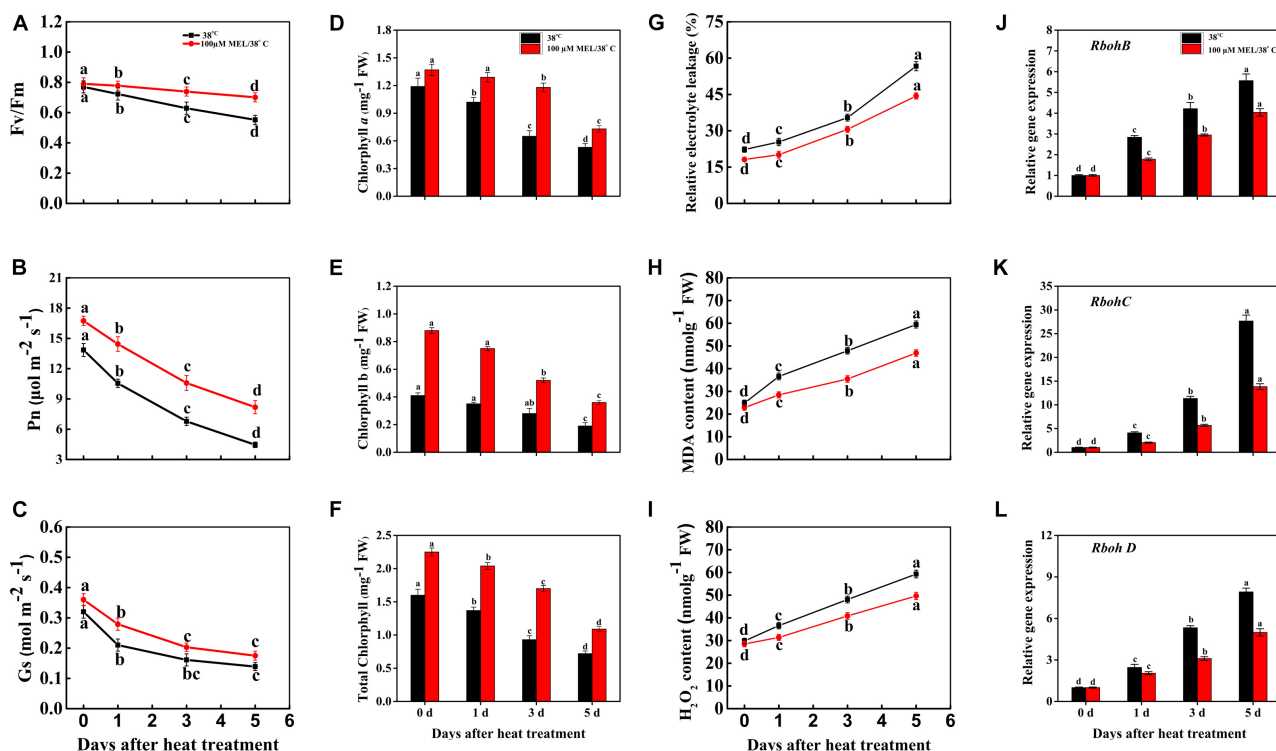 A
1.2
1.0
0.8
0.6
0.4
0.2
0.0
Fv/Fm
38°C
100µM MEL/38° C
a
b
c
d
a
b
c
d
B
21
18
15
12
9
6
3
Pn (µmol m-2 s-1)
a
b
c
d
a
b
c
d
C
0.6
0.5
0.4
0.3
0.2
0.1
0.0
Gs (mol m-2 s-1)
a
b
c
c
a
b
bc
c
0 1 2 3 4 5 6
Days after heat treatment
D
1.8
1.5
1.2
0.9
0.6
0.3
0.0
Chlorphyll a (mg-1 FW)
38°C
100 µM MEL/38° C
a a
b a
c b
d c
E
1.2
1.0
0.8
0.6
0.4
0.2
0.0
Chlorphyll b (mg-1 FW)
a a
b a
ab b
c c
F
2.5
2.0
1.5
1.0
0.5
0.0
Total Chlorphyll (mg-1 FW)
a a
c b
c c
d d
0 d 1 d 3 d 5 d
Days after heat treatment
G
90
75
60
45
30
15
0
Relative electrolyte leakage (%)
d
c
b
a
d
c
b
a
H
80
70
60
50
40
30
20
10
0
MDA content (nmolg-1 FW)
d
c
b
a
d
c
b
a
I
80
70
60
50
40
30
20
10
0
H2O2 content (nmolg-1 FW)
d
c
b
a
d
c
b
a
0 1 2 3 4 5 6
Days after heat treatment
J
8
7
6
5
4
3
2
1
0
Relative gene expression
RbohB
38°C
100 µM MEL/38° C
d d
c c
b b
a a
K
35
30
25
20
15
10
5
0
Relative gene expression
RbohC
d d
c c
b b
a a
L
12
9
6
3
0
Relative gene expression
Rboh D
d d
c c
b b
a a
0 d 1 d 3 d 5 d
Days after heat treatment